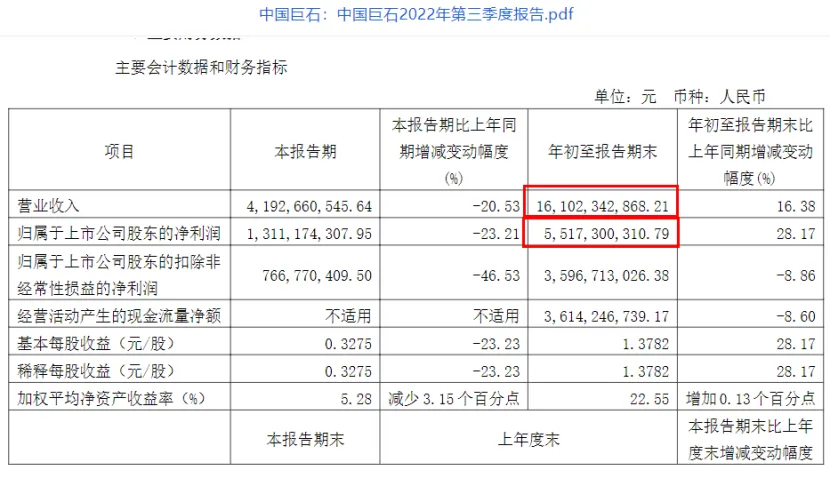 中国巨石：中国巨石2022年第三季度报告.pdf
主要会计数据和财务指标
单位：元 币种：人民币
项目 本报告期 本报告期比上年同期增减变动幅度(%) 年初至报告期末 年初至报告期末比上年同期增减变动幅度(%)
营业收入 4,192,660,545.64 -20.53 16,102,342,868.21 16.38
归属于上市公司股东的净利润 1,311,174,307.95 -23.21 5,517,300,310.79 28.17
归属于上市公司股东的扣除非经常性损益的净利润 766,770,409.50 -46.53 3,596,713,026.38 -8.86
经营活动产生的现金流量净额 不适用 不适用 3,614,246,739.17 -8.60
基本每股收益（元/股） 0.3275 -23.23 1.3782 28.17
稀释每股收益（元/股） 0.3275 -23.23 1.3782 28.17
加权平均净资产收益率（%） 5.28 减少3.15个百分点 22.55 增加0.13个百分点
本报告期末 上年度末 本报告期末比上年度末增减变动幅度